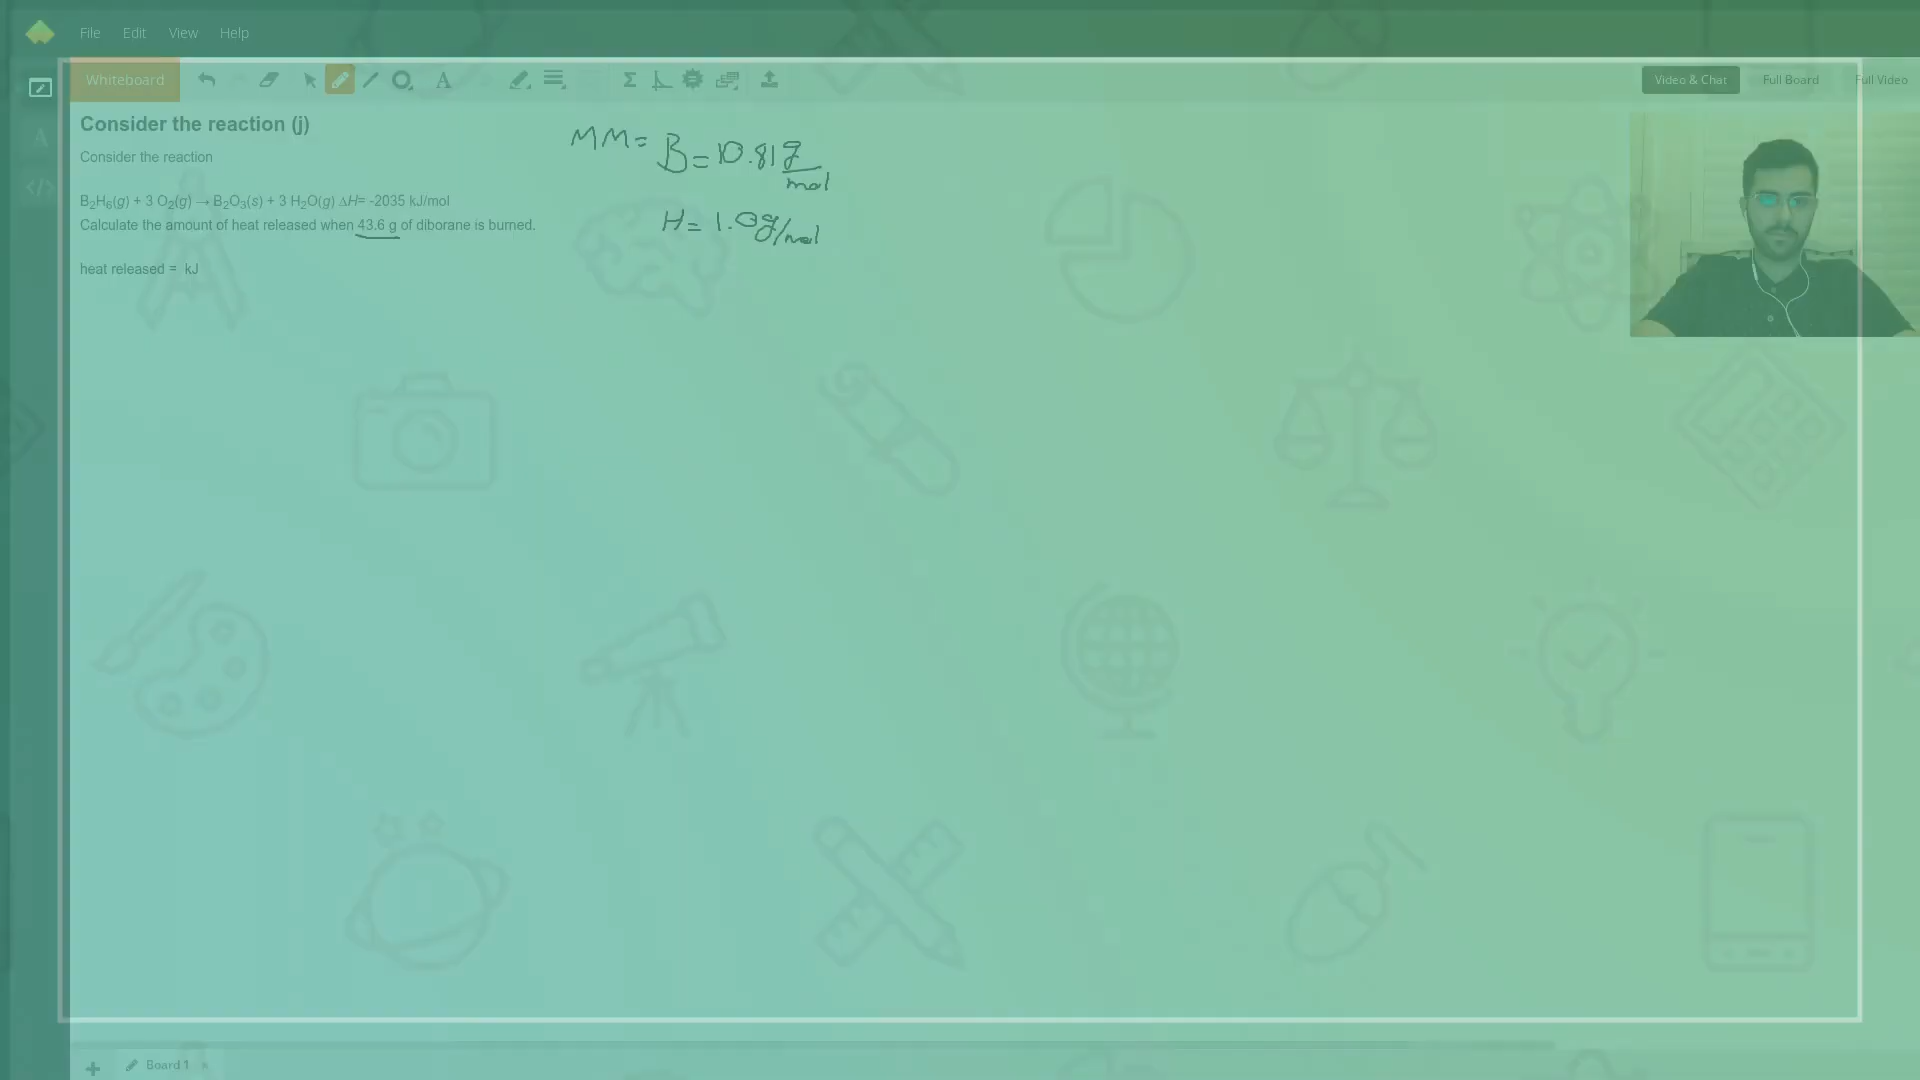 File Edit View Help
Whiteboard
A
Σ
Video & Chat Full Board Full Video
A
</>
Consider the reaction (j)
Consider the reaction
B₂H₆(g) + 3 O₂(g) → B₂O₃(s) + 3 H₂O(g) ΔH= -2035 kJ/mol
Calculate the amount of heat released when 43.6 g of diborane is burned.
heat released = kJ
MM = B = 10.81 g/mol
H = 1.0 g/mol
+ Board 1 ×